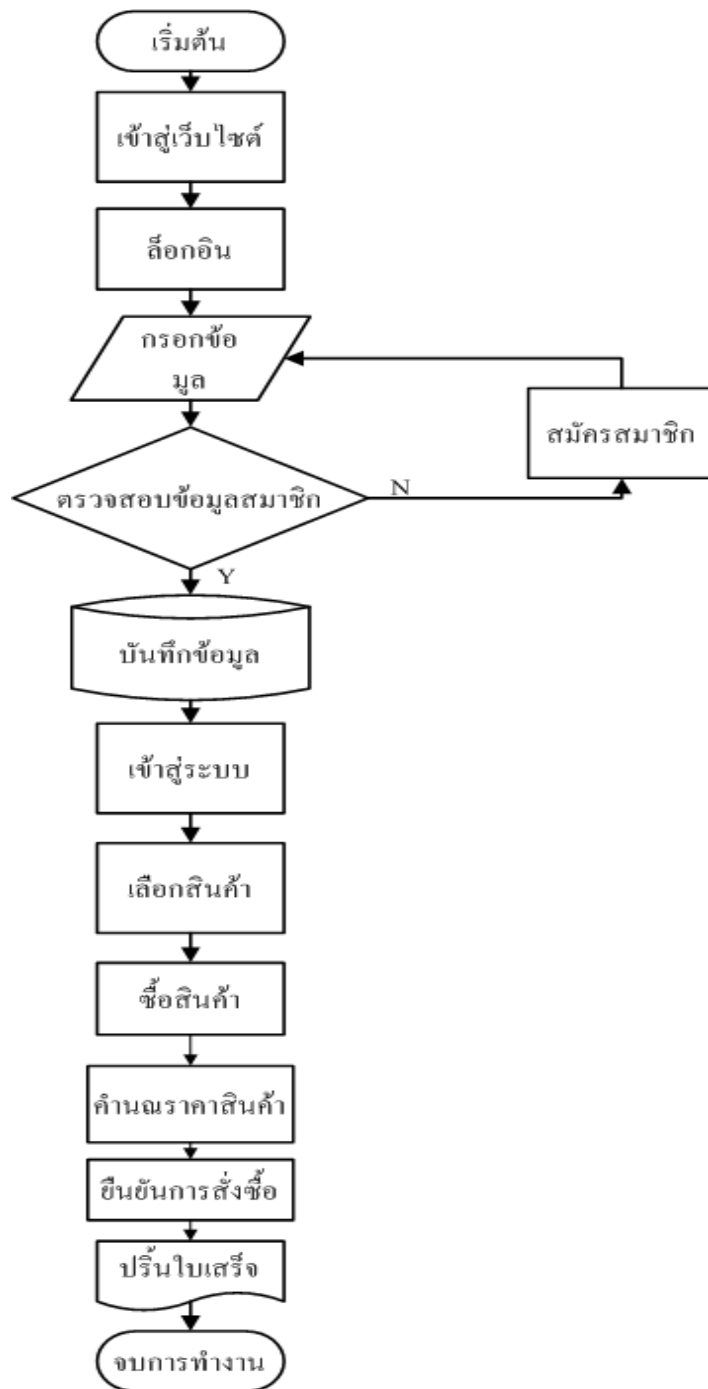 เริ่มต้น
เข้าสู่เว็บไซต์
ล็อกอิน
กรอกข้อ
มูล
สมัครสมาชิก
ตรวจสอบข้อมูลสมาชิก
N
Y
บันทึกข้อมูล
เข้าสู่ระบบ
เลือกสินค้า
ซื้อสินค้า
คำนณราคาสินค้า
ยืนยันการสั่งซื้อ
ปริ้นใบเสร็จ
จบการทำงาน